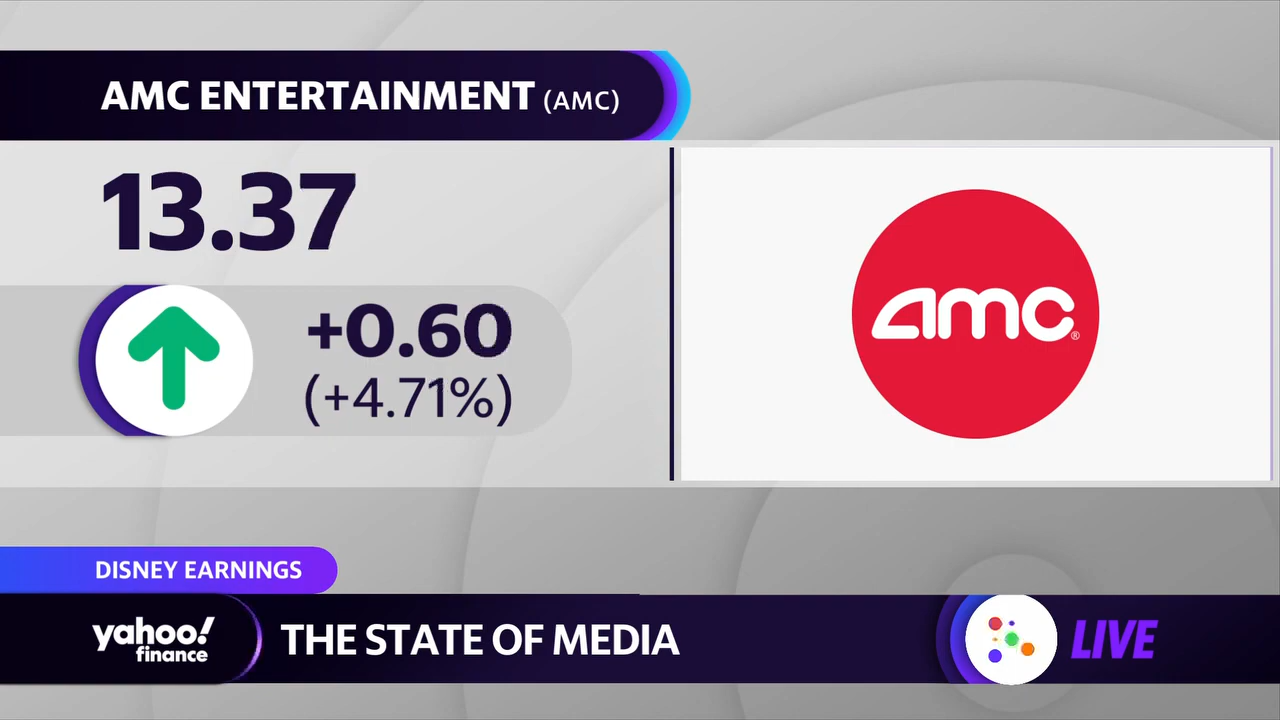 AMC ENTERTAINMENT (AMC)
13.37
+0.60
(+4.71%)
amc®
DISNEY EARNINGS
yahoo!
finance
THE STATE OF MEDIA
LIVE